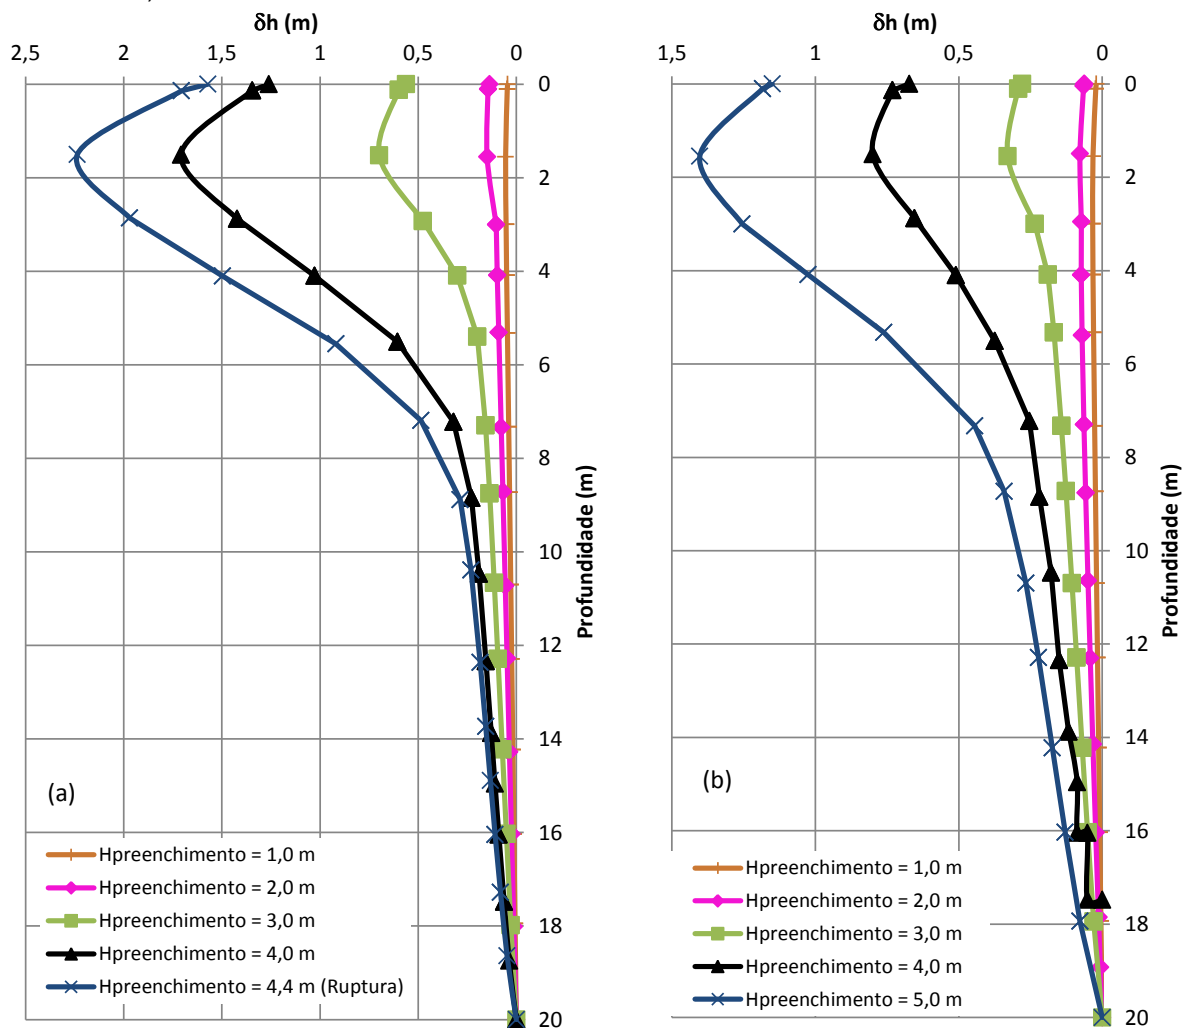 δh (m)
2,5 2 1,5 1 0,5 0
0
2
4
6
8
10
12
14
16
18
20
Profundidade (m)
(a)
Hpreenchimento = 1,0 m
Hpreenchimento = 2,0 m
Hpreenchimento = 3,0 m
Hpreenchimento = 4,0 m
Hpreenchimento = 4,4 m (Ruptura)
δh (m)
1,5 1 0,5 0
0
2
4
6
8
10
12
14
16
18
20
Profundidade (m)
(b)
Hpreenchimento = 1,0 m
Hpreenchimento = 2,0 m
Hpreenchimento = 3,0 m
Hpreenchimento = 4,0 m
Hpreenchimento = 5,0 m